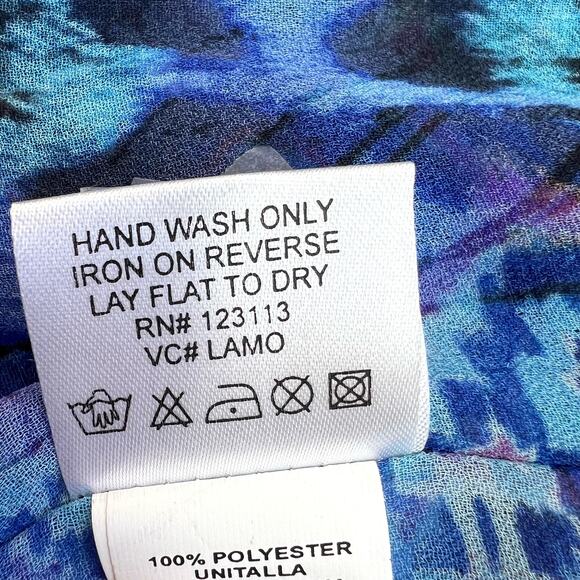 HAND WASH ONLY
IRON ON REVERSE
LAY FLAT TO DRY
RN# 123113
VC# LAMO
100% POLYESTER
UNITALLA